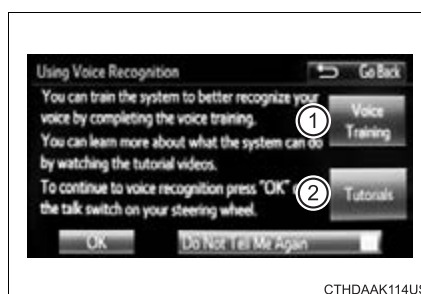 Using Voice Recognition
Go Back
You can train the system to better recognize your
voice by completing the voice training.
You can learn more about what the system can do
by watching the tutorial videos.
To continue to voice recognition press "OK"
the talk switch on your steering wheel.
1
Voice
Training
2
Tutorials
OK
Do Not Tell Me Again
CTHDAAK114US